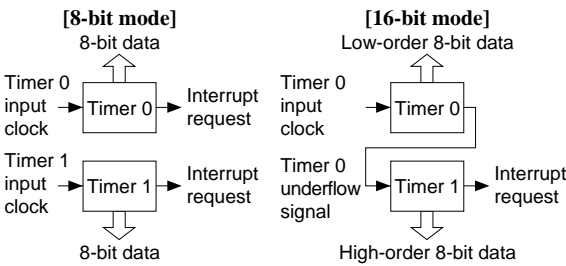 [8-bit mode]
8-bit data
Timer 0
input
clock
Timer 0
Interrupt
request
Timer 1
input
clock
Timer 1
Interrupt
request
8-bit data
[16-bit mode]
Low-order 8-bit data
Timer 0
input
clock
Timer 0
Timer 0
underflow
signal
Timer 1
Interrupt
request
High-order 8-bit data